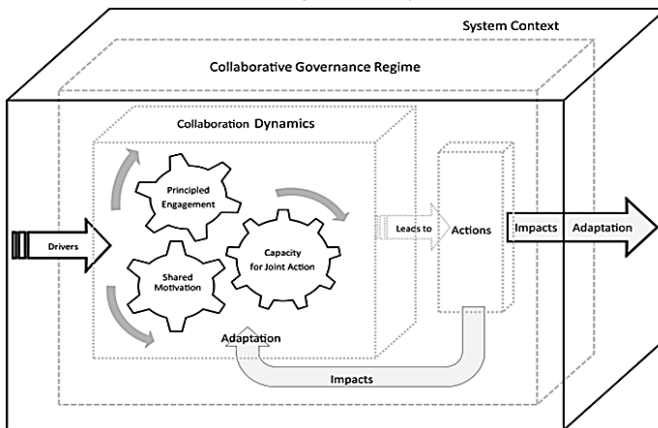 System Context
Collaborative Governance Regime
Collaboration Dynamics
Principled
Engagement
Drivers
Shared
Motivation
Capacity
for Joint Action
Leads to
Actions
Impacts Adaptation
Adaptation
Impacts